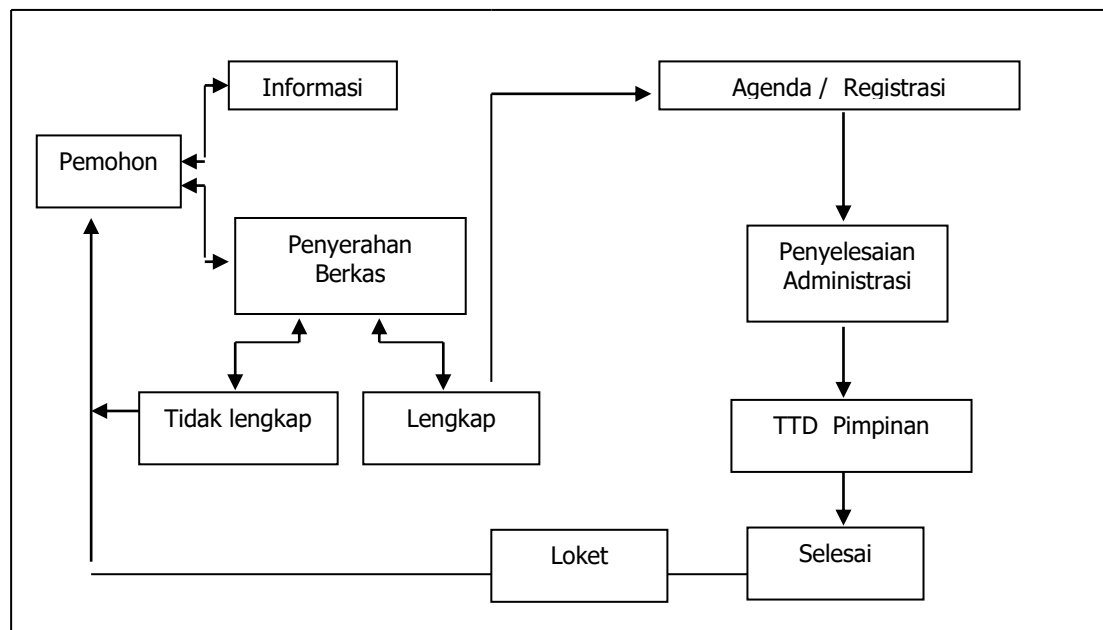 Informasi
Agenda / Registrasi
Pemohon
Penyerahan
Berkas
Penyelesaian
Administrasi
Tidak lengkap
Lengkap
TTD Pimpinan
Loket
Selesai